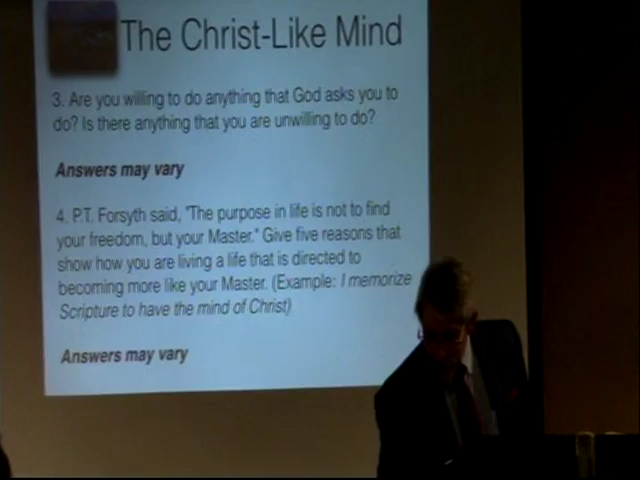 The Christ-Like Mind
3. Are you willing to do anything that God asks you to
do? Is there anything that you are unwilling to do?
Answers may vary
4. P.T. Forsyth said, "The purpose in life is not to find
your freedom, but your Master." Give five reasons that
show how you are living a life that is directed to
becoming more like your Master. (Example: I memorize
Scripture to have the mind of Christ)
Answers may vary